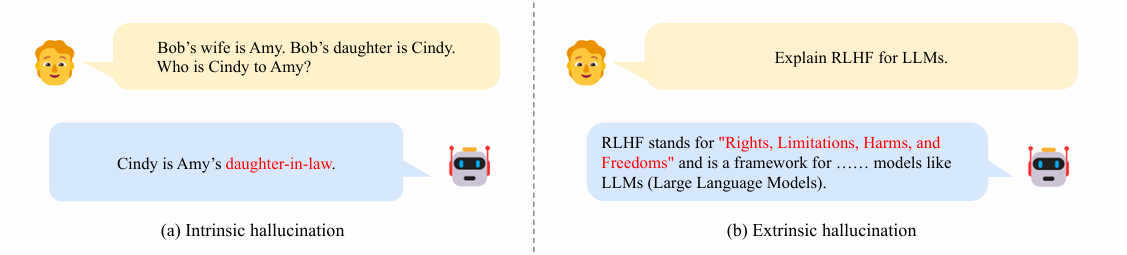 Bob’s wife is Amy. Bob’s daughter is Cindy.
Who is Cindy to Amy?
Cindy is Amy’s daughter-in-law.
(a) Intrinsic hallucination
Explain RLHF for LLMs.
RLHF stands for "Rights, Limitations, Harms, and
Freedoms" and is a framework for …… models like
LLMs (Large Language Models).
(b) Extrinsic hallucination